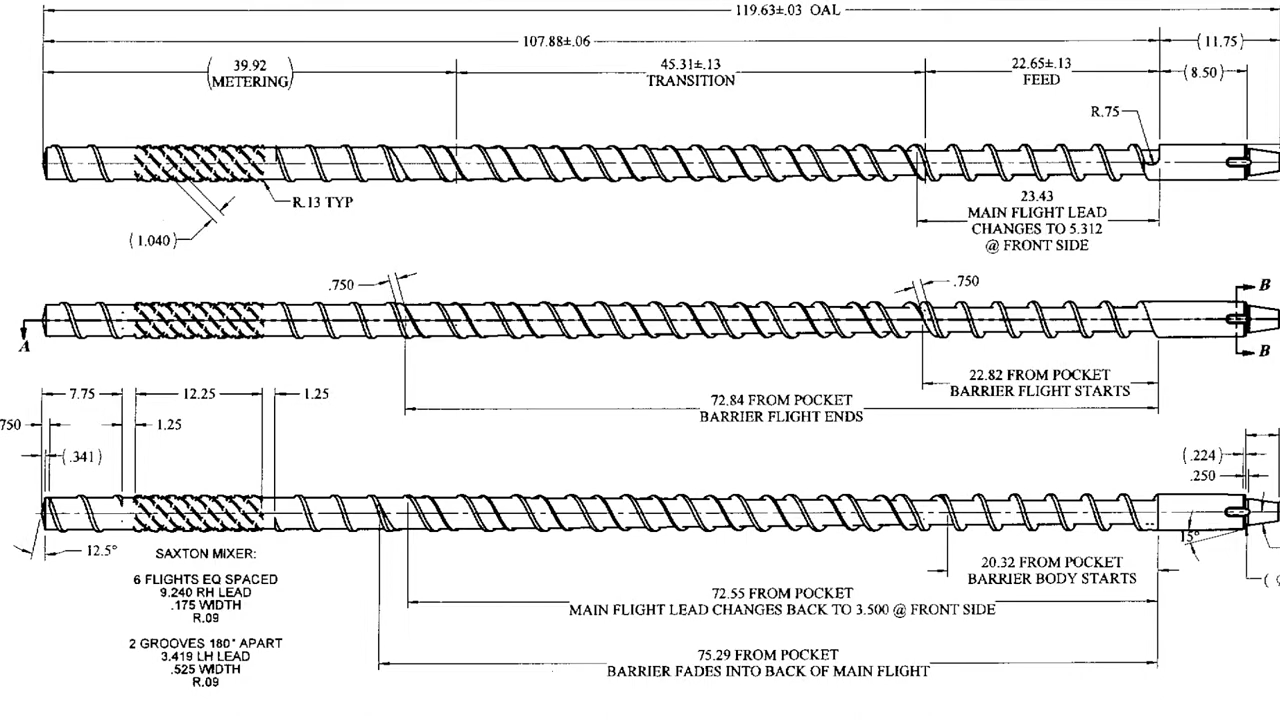 119.63±.03 OAL
107.88±.06
(11.75)
(39.92
METERING)
45.31±.13
TRANSITION
22.65±.13
FEED
(8.50)
R.75
R.13 TYP
(1.040)
23.43
MAIN FLIGHT LEAD
CHANGES TO 5.312
@ FRONT SIDE
.750
.750
B
A
B
22.82 FROM POCKET
BARRIER FLIGHT STARTS
72.84 FROM POCKET
BARRIER FLIGHT ENDS
7.75
12.25
1.25
750
1.25
(.341)
(.224)
.250
12.5°
15°
SAXTON MIXER:
6 FLIGHTS EQ SPACED
9.240 RH LEAD
.175 WIDTH
R.09
2 GROOVES 180° APART
3.419 LH LEAD
.525 WIDTH
R.09
20.32 FROM POCKET
BARRIER BODY STARTS
72.55 FROM POCKET
MAIN FLIGHT LEAD CHANGES BACK TO 3.500 @ FRONT SIDE
75.29 FROM POCKET
BARRIER FADES INTO BACK OF MAIN FLIGHT